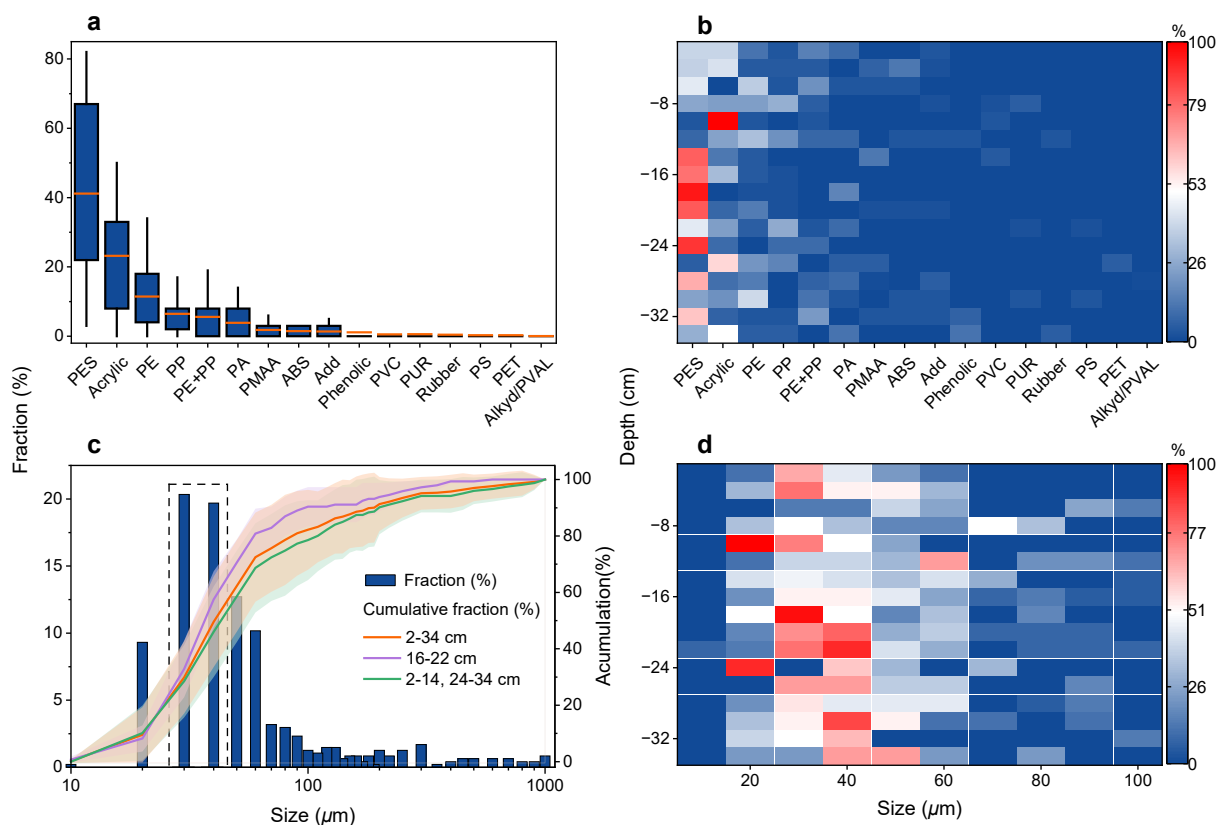 a
Fraction (%)
80
60
40
20
0
PES
Acrylic
PE
PP
PE+PP
PA
PMAA
ABS
Add
Phenolic
PVC
PUR
Rubber
PS
PET
Alkyd/PVAL
b
%
Depth (cm)
−8
−16
−24
−32
PES
Acrylic
PE
PP
PE+PP
PA
PMAA
ABS
Add
Phenolic
PVC
PUR
Rubber
PS
PET
Alkyd/PVAL
100
79
53
26
0
c
20
15
10
5
0
10
100
1000
Size (µm)
Fraction (%)
Cumulative fraction (%)
2-34 cm
16-22 cm
2-14, 24-34 cm
100
80
60
40
20
0
Acumulation(%)
d
%
−8
−16
−24
−32
20
40
60
80
100
Size (µm)
100
77
51
26
0